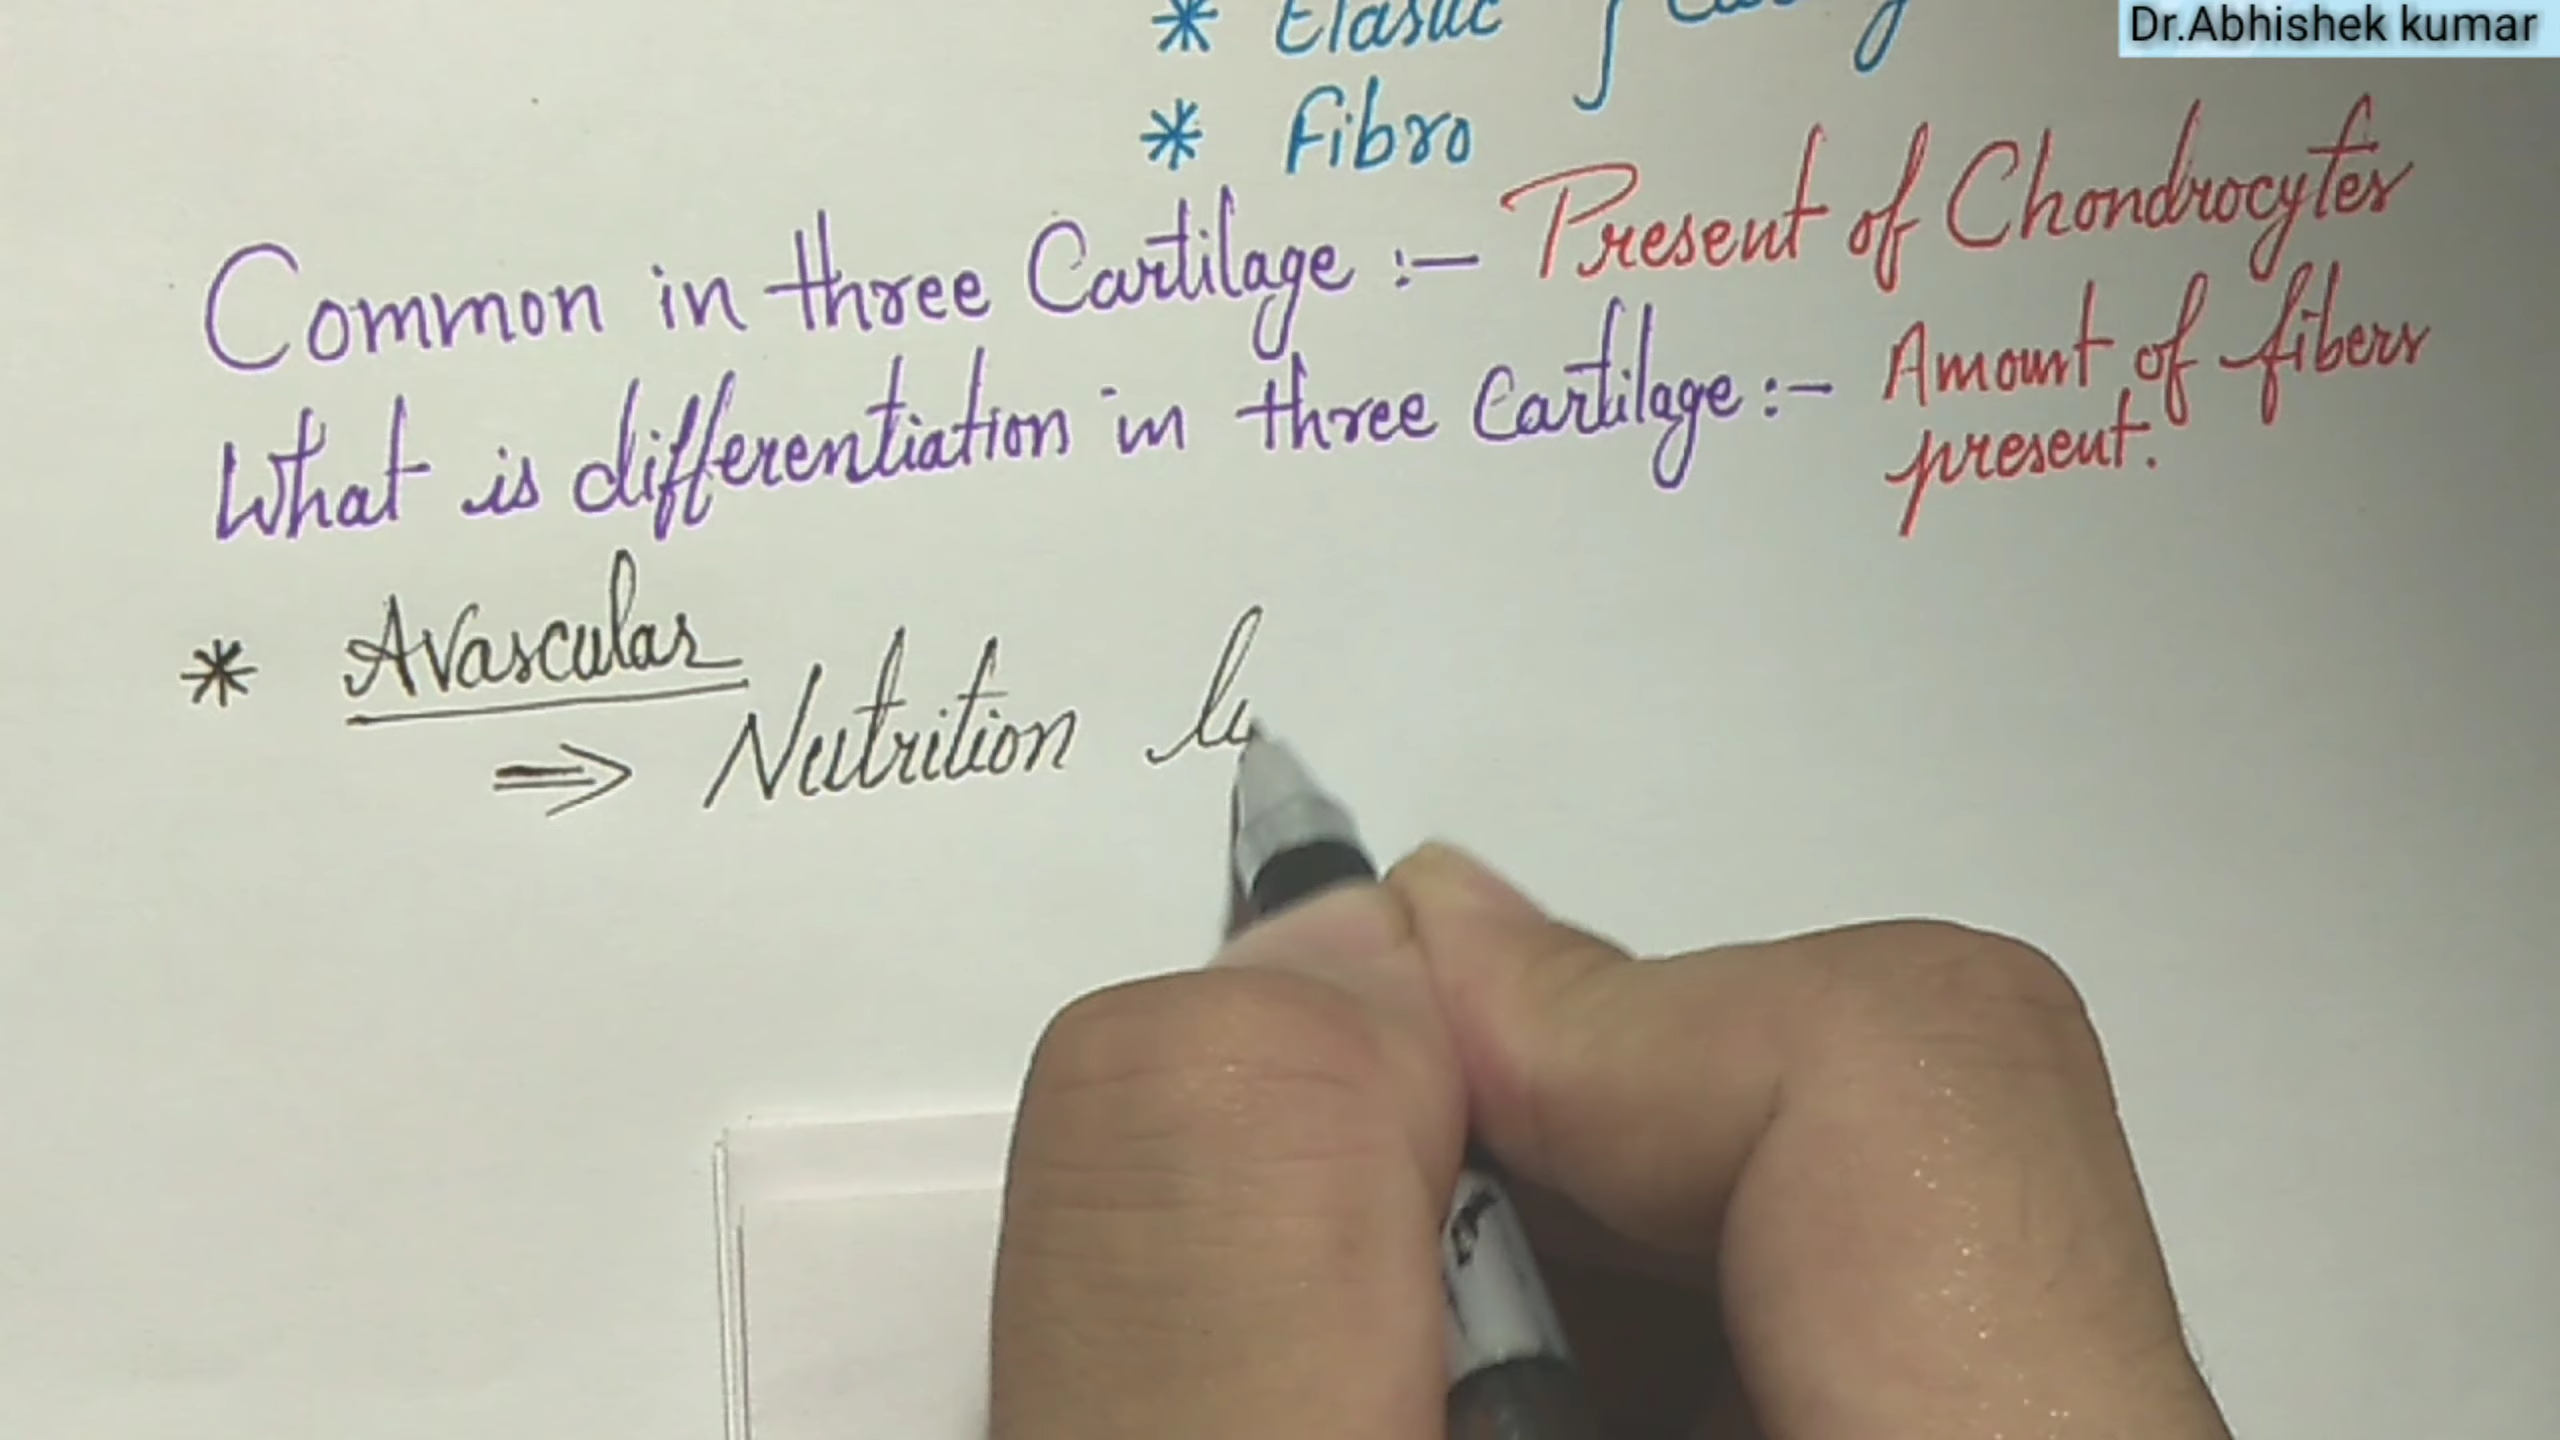 Dr.Abhishek kumar
* Elastic
* Fibro
Common in three Cartilage :- Present of Chondrocytes
What is differentiation in three Cartilage :- Amount of fibers
present.
* Avascular
⇒ Nutrition